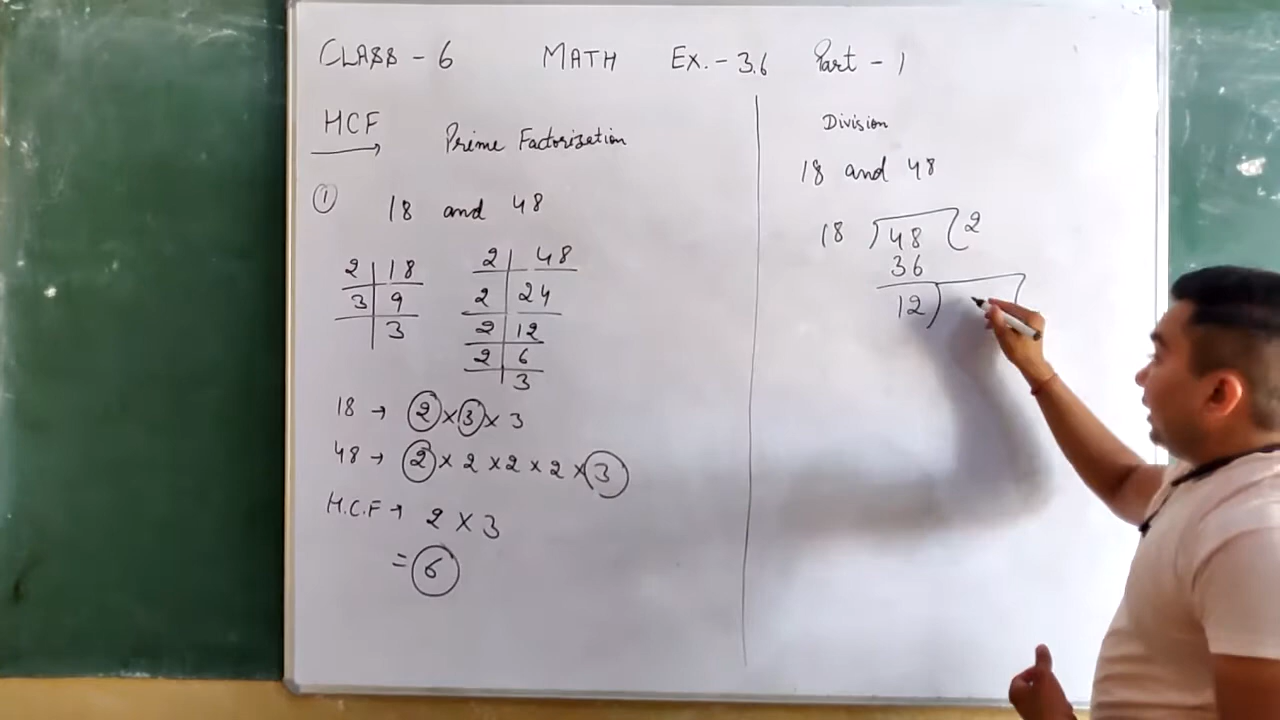 CLASS - 6 MATH EX. - 3.6 Part - 1
HCF
Prime Factorization
① 18 and 48
2 | 18
3 | 9
3
2 | 48
2 | 24
2 | 12
2 | 6
3
18 → 2 × 3 × 3
48 → 2 × 2 × 2 × 2 × 3
H.C.F → 2 × 3
= 6
Division
18 and 48
18 ) 48 ( 2
36
12 )